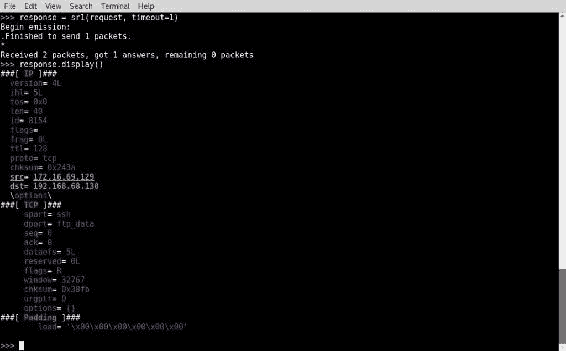 File Edit View Search Terminal Help
>>> response = sr1(request, timeout=1)
Begin emission:
.Finished to send 1 packets.
*
Received 2 packets, got 1 answers, remaining 0 packets
>>> response.display()
###[ IP ]###
version= 4L
ihl= 5L
tos= 0x0
len= 40
id= 8154
flags=
frag= 0L
ttl= 128
proto= tcp
chksum= 0x243a
src= 172.16.69.129
dst= 192.168.68.130
\options\
###[ TCP ]###
sport= ssh
dport= ftp_data
seq= 0
ack= 0
dataofs= 5L
reserved= 0L
flags= R
window= 32767
chksum= 0x38fb
urgptr= 0
options= {}
###[ Padding ]###
load= '\x00\x00\x00\x00\x00\x00'
>>>